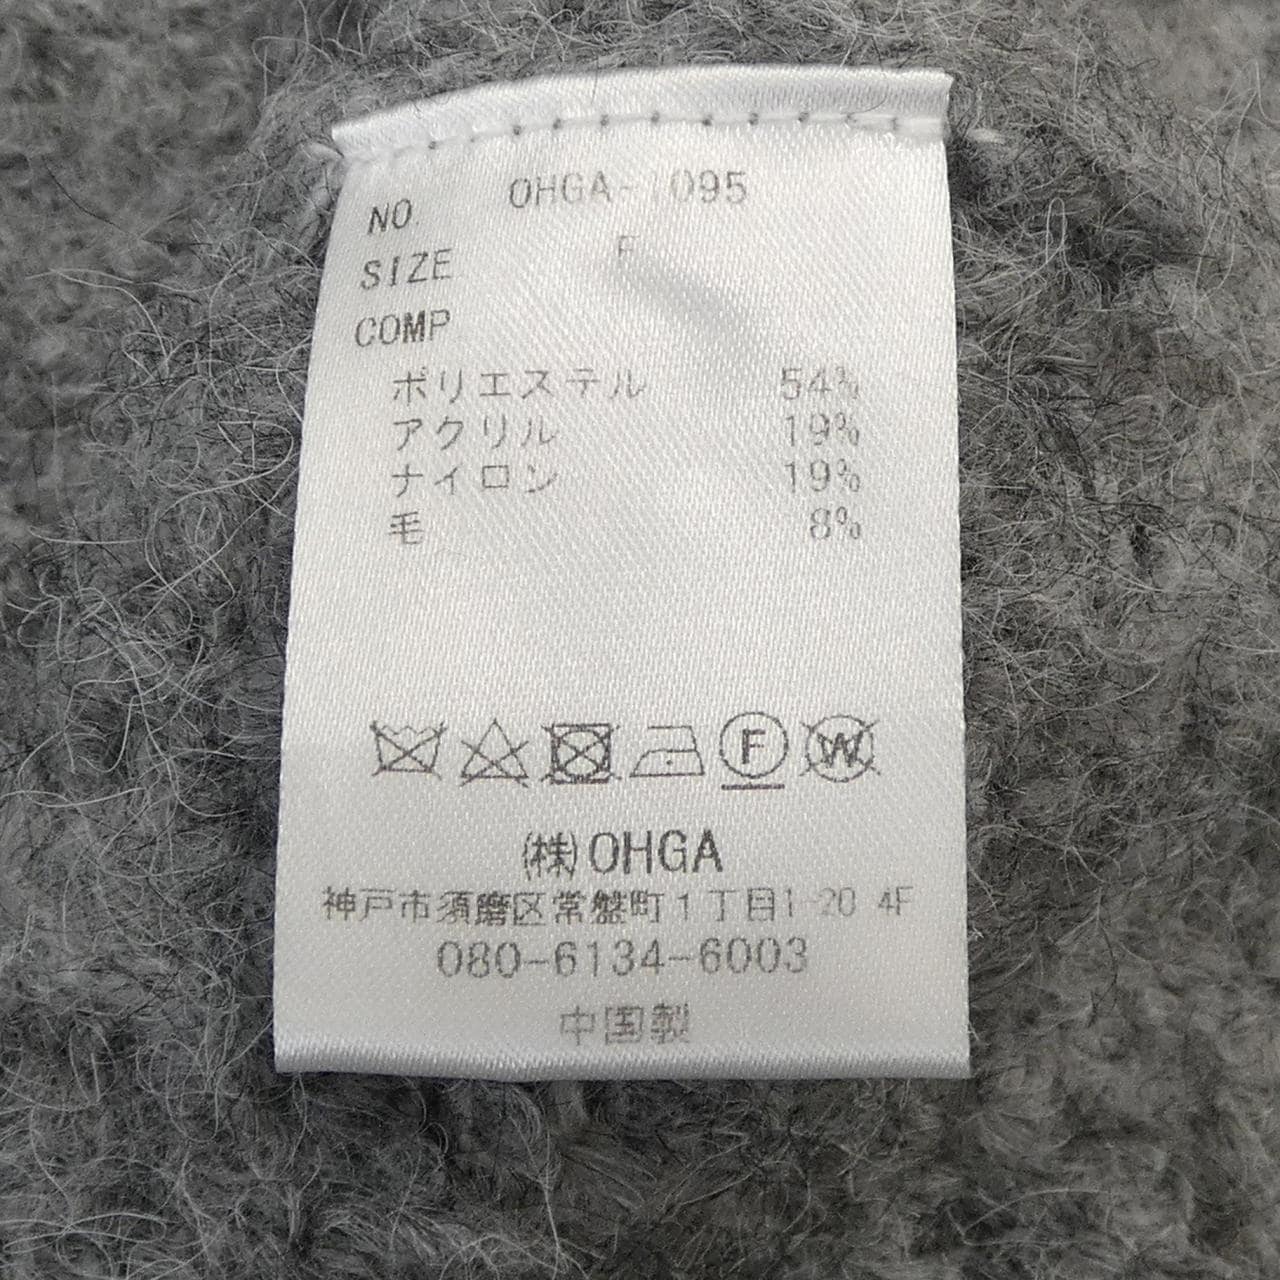 NO OHGA-1095
SIZE F
COMP
ポリエステル 54%
アクリル 19%
ナイロン 19%
毛 8%
F W
(株)OHGA
神戸市須磨区常盤町1丁目1-20 4F
080-6134-6003
中国製